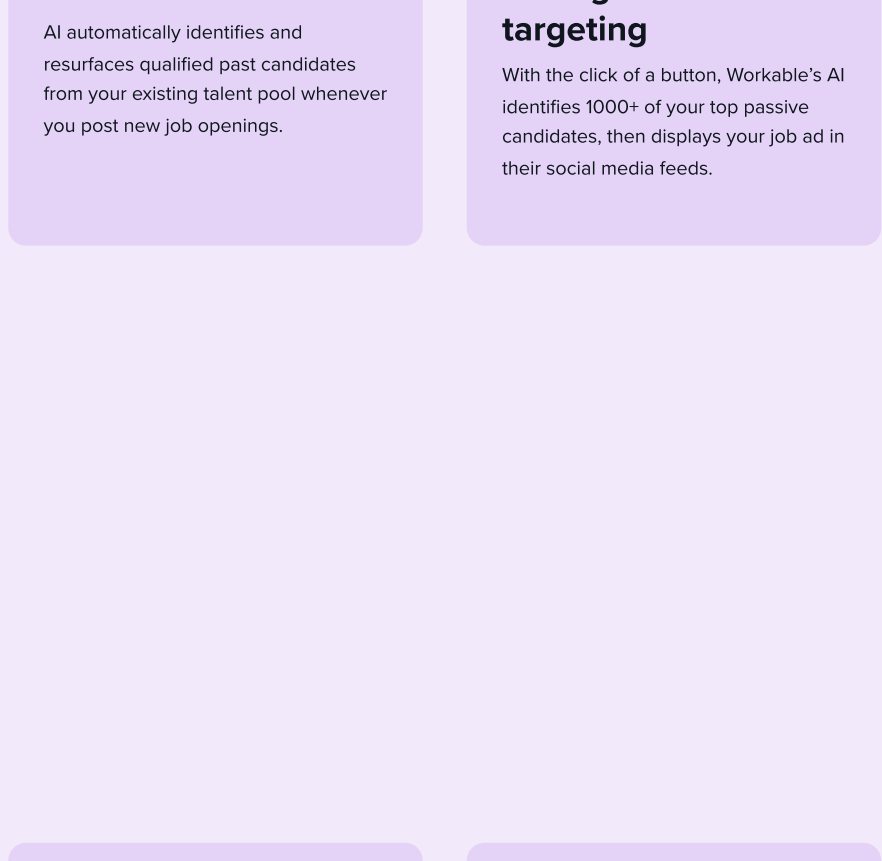 AI automatically identifies and
resurfaces qualified past candidates
from your existing talent pool whenever
you post new job openings.
targeting
With the click of a button, Workable’s AI
identifies 1000+ of your top passive
candidates, then displays your job ad in
their social media feeds.